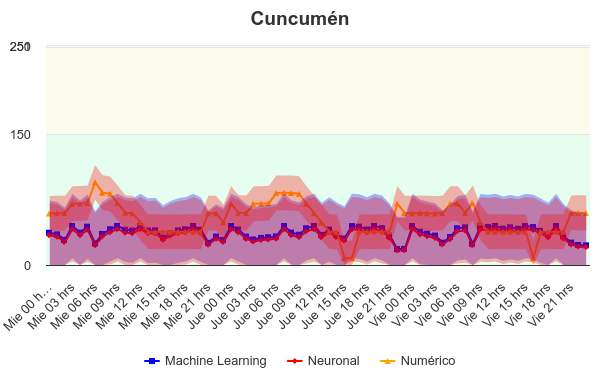 Cuncumén
250
150
0
Mie 00 h...
Mie 03 hrs
Mie 06 hrs
Mie 09 hrs
Mie 12 hrs
Mie 15 hrs
Mie 18 hrs
Mie 21 hrs
Jue 00 hrs
Jue 03 hrs
Jue 06 hrs
Jue 09 hrs
Jue 12 hrs
Jue 15 hrs
Jue 18 hrs
Jue 21 hrs
Vie 00 hrs
Vie 03 hrs
Vie 06 hrs
Vie 09 hrs
Vie 12 hrs
Vie 15 hrs
Vie 18 hrs
Vie 21 hrs
Machine Learning Neuronal Numérico